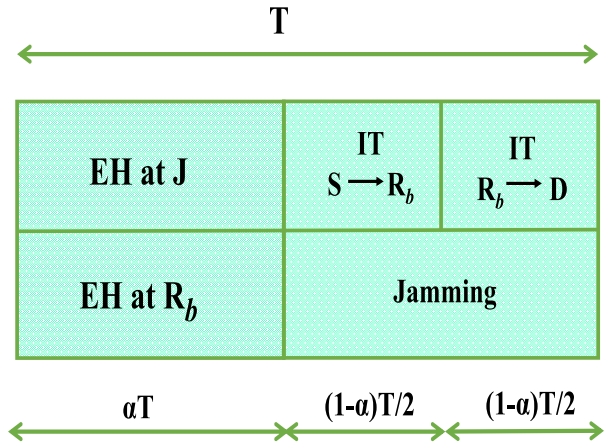 T
EH at J
IT
S → R_b
IT
R_b → D
EH at R_b
Jamming
αT
(1-α)T/2
(1-α)T/2